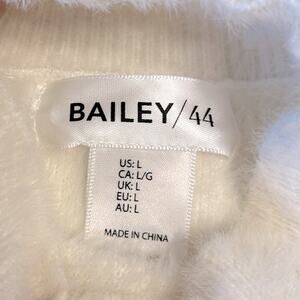 BAILEY/44
US: L
CA: L/G
UK: L
EU: L
AU: L
MADE IN CHINA